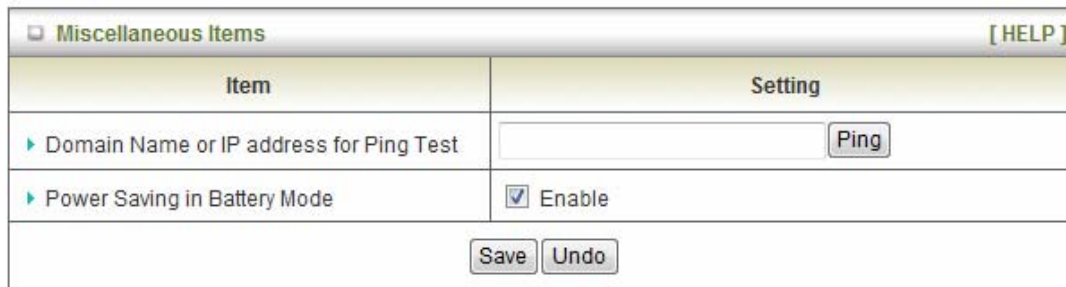 Miscellaneous Items [ HELP ]
Item Setting
Domain Name or IP address for Ping Test Ping
Power Saving in Battery Mode Enable
Save Undo